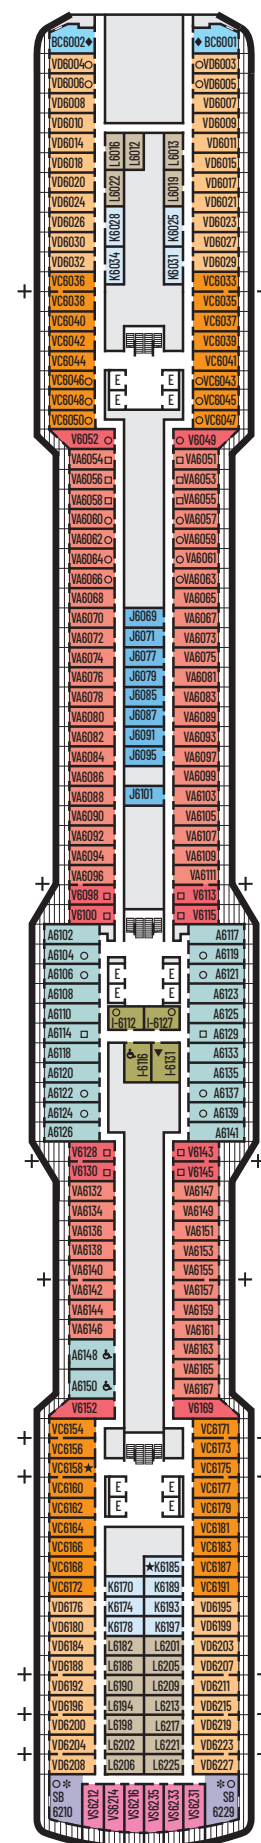 BC6002♦ ♦ BC6001
VD6004○ ○VD6003
VD6006○ ○VD6005
VD6008 VD6007
VD6010 VD6009
VD6014 L6016 L6012 L6013 VD6011
VD6018 VD6015
VD6020 L6022 L6019 VD6017
VD6024 VD6021
VD6026 K6028 K6025 VD6023
VD6030 VD6027
VD6032 K6034 K6031 VD6029
VC6036 VC6033
VC6038 VC6035
VC6040 VC6037
VC6042 VC6039
VC6044 VC6041
VC6046○ E E ○VC6043
VC6048○ E E ○VC6045
VC6050○ ○VC6047
V6052 ○ ○ V6049
VA6054□ □VA6051
VA6056□ □VA6053
VA6058□ □VA6055
VA6060○ ○VA6057
VA6062○ ○VA6059
VA6064○ ○VA6061
VA6066○ ○VA6063
VA6068 VA6065
VA6070 J6069 VA6067
VA6072 J6071 VA6073
VA6074 J6077 VA6075
VA6076 J6079 VA6081
VA6078 J6085 VA6083
VA6080 J6087 VA6089
VA6082 J6091 VA6093
VA6084 J6095 VA6097
VA6086 VA6099
VA6088 J6101 VA6103
VA6090 VA6105
VA6092 VA6107
VA6094 VA6109
VA6096 VA6111
V6098 □ □ V6113
V6100 □ □ V6115
A6102 A6117
A6104 ○ ○ A6119
A6106 ○ E E ○ A6121
A6108 E E A6123
A6110 I-6112 I-6127 A6125
A6114 □ □ A6129
A6118 I-6116 I-6131 A6133
A6120 A6135
A6122 ○ ○ A6137
A6124 ○ ○ A6139
A6126 A6141
V6128 □ □ V6143
V6130 □ □ V6145
VA6132 VA6147
VA6134 VA6149
VA6136 VA6151
VA6138 VA6153
VA6140 VA6155
VA6142 VA6157
VA6144 VA6159
VA6146 VA6161
A6148 ♿ VA6163
VA6165
A6150 ♿ VA6167
V6152 V6169
VC6154 VC6171
VC6156 VC6173
VC6158★ VC6175
VC6160 E E VC6177
VC6162 E E VC6179
VC6164 VC6181
VC6166 VC6183
VC6168 ★K6185 VC6187
VC6172 K6170 K6189 VC6191
VD6176 K6174 K6193 VD6195
VD6180 K6178 K6197 VD6199
VD6184 L6182 L6201 VD6203
VD6188 L6186 L6205 VD6207
VD6192 L6190 L6209 VD6211
VD6196 L6194 L6213 VD6215
VD6200 L6198 L6217 VD6219
VD6204 L6202 L6221 VD6223
VD6208 L6206 L6225 VD6227
○✻ ✻○
SB 6210 VS6212 VS6214 VS6216 VS6235 VS6233 VS6231 SB 6229